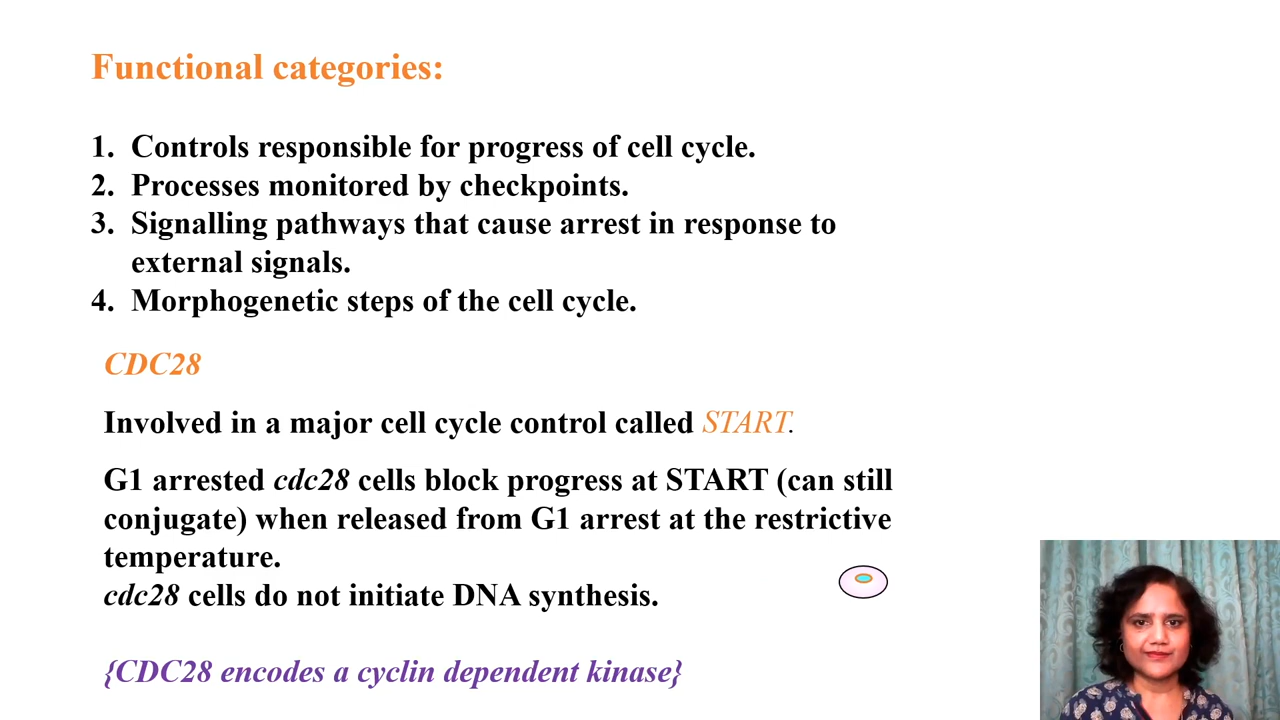 Functional categories:
1. Controls responsible for progress of cell cycle.
2. Processes monitored by checkpoints.
3. Signalling pathways that cause arrest in response to
external signals.
4. Morphogenetic steps of the cell cycle.
CDC28
Involved in a major cell cycle control called START.
G1 arrested cdc28 cells block progress at START (can still
conjugate) when released from G1 arrest at the restrictive
temperature.
cdc28 cells do not initiate DNA synthesis.
{CDC28 encodes a cyclin dependent kinase}